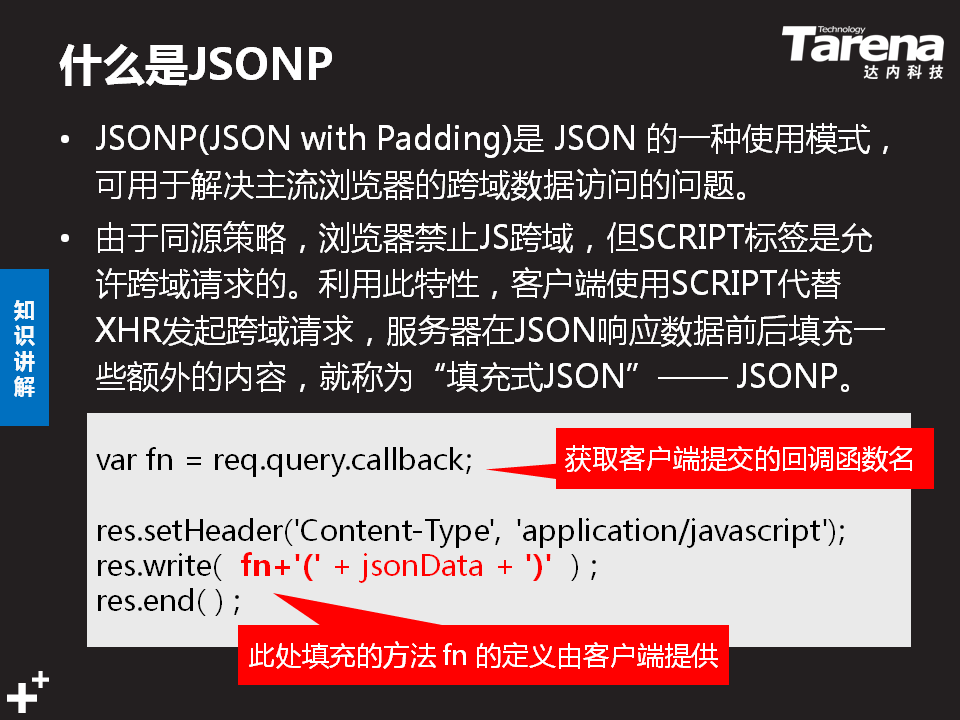 什么是JSONP
Technology
Tarena
达内科技
• JSONP(JSON with Padding)是 JSON 的一种使用模式，
可用于解决主流浏览器的跨域数据访问的问题。
• 由于同源策略，浏览器禁止JS跨域，但SCRIPT标签是允
许跨域请求的。利用此特性，客户端使用SCRIPT代替
XHR发起跨域请求，服务器在JSON响应数据前后填充一
些额外的内容，就称为“填充式JSON”—— JSONP。
知
识
讲
解
var fn = req.query.callback;
获取客户端提交的回调函数名
res.setHeader('Content-Type', 'application/javascript');
res.write( fn+'(' + jsonData + ')' ) ;
res.end( ) ;
此处填充的方法 fn 的定义由客户端提供